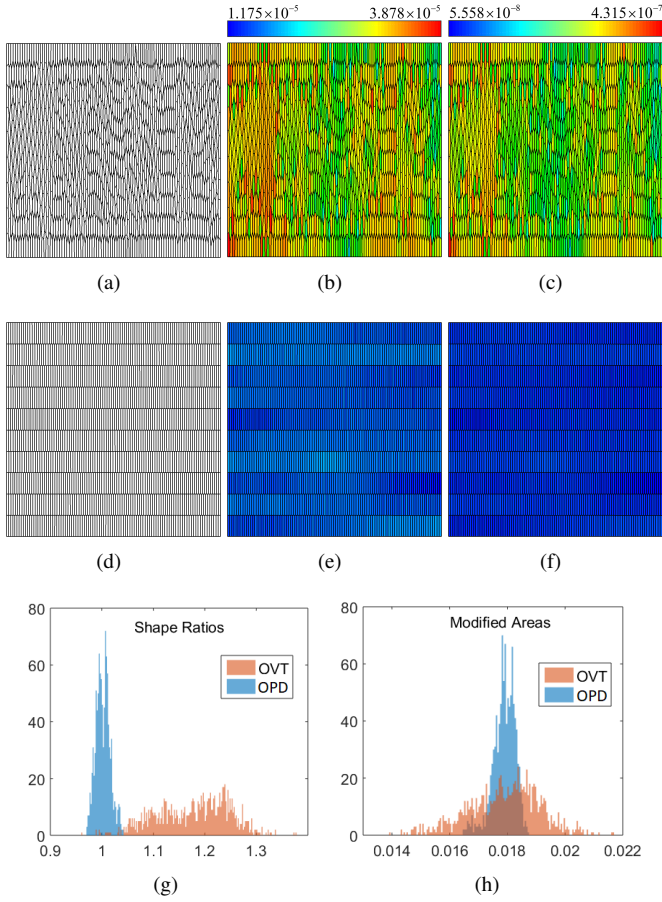 1.175×10⁻⁵ 3.878×10⁻⁵ 5.558×10⁻⁸ 4.315×10⁻⁷
(a) (b) (c)
(d) (e) (f)
Shape Ratios
OVT
OPD
80
60
40
20
0
0.9 1 1.1 1.2 1.3
(g)
Modified Areas
OVT
OPD
80
60
40
20
0
0.014 0.016 0.018 0.02 0.022
(h)